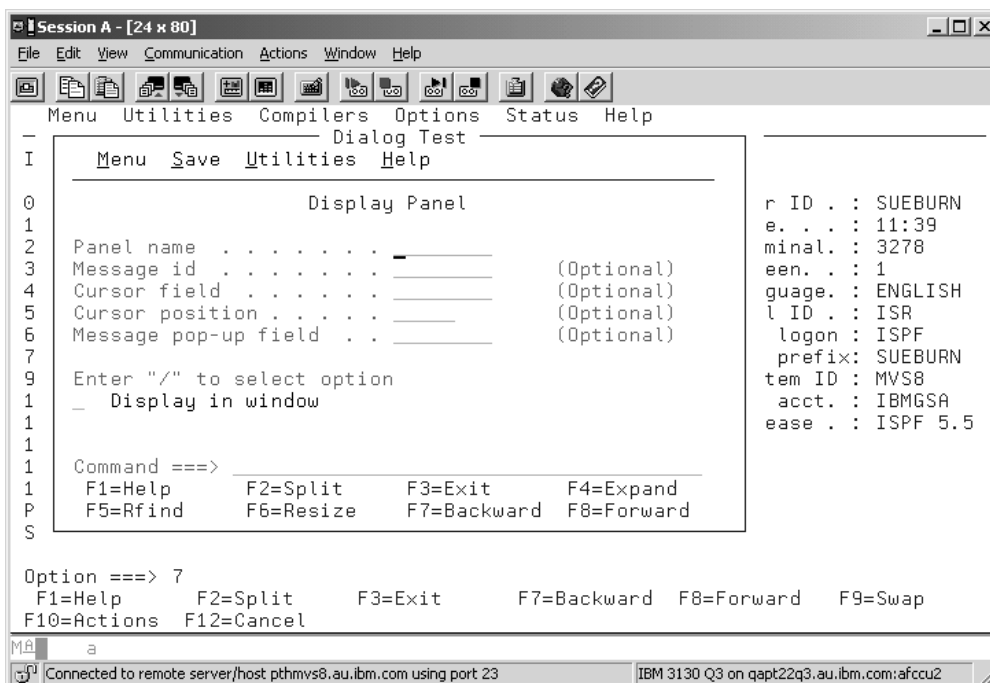 Session A - [24 x 80]
File Edit View Communication Actions Window Help
Menu Utilities Compilers Options Status Help
Dialog Test
I Menu Save Utilities Help
0 Display Panel r ID . : SUEBURN
1 e. . . : 11:39
2 Panel name . . . . . . . minal. : 3278
3 Message id . . . . . . . (Optional) een. . : 1
4 Cursor field . . . . . . (Optional) guage. : ENGLISH
5 Cursor position . . . . . (Optional) l ID . : ISR
6 Message pop-up field . . (Optional) logon : ISPF
7 prefix: SUEBURN
9 Enter "/" to select option tem ID : MVS8
1 _ Display in window acct. : IBMGSA
1 ease . : ISPF 5.5
1
1 Command ===>
1 F1=Help F2=Split F3=Exit F4=Expand
P F5=Rfind F6=Resize F7=Backward F8=Forward
S
Option ===> 7
F1=Help F2=Split F3=Exit F7=Backward F8=Forward F9=Swap
F10=Actions F12=Cancel
MA a
Connected to remote server/host pthmvs8.au.ibm.com using port 23 IBM 3130 Q3 on qapt22q3.au.ibm.com:afccu2